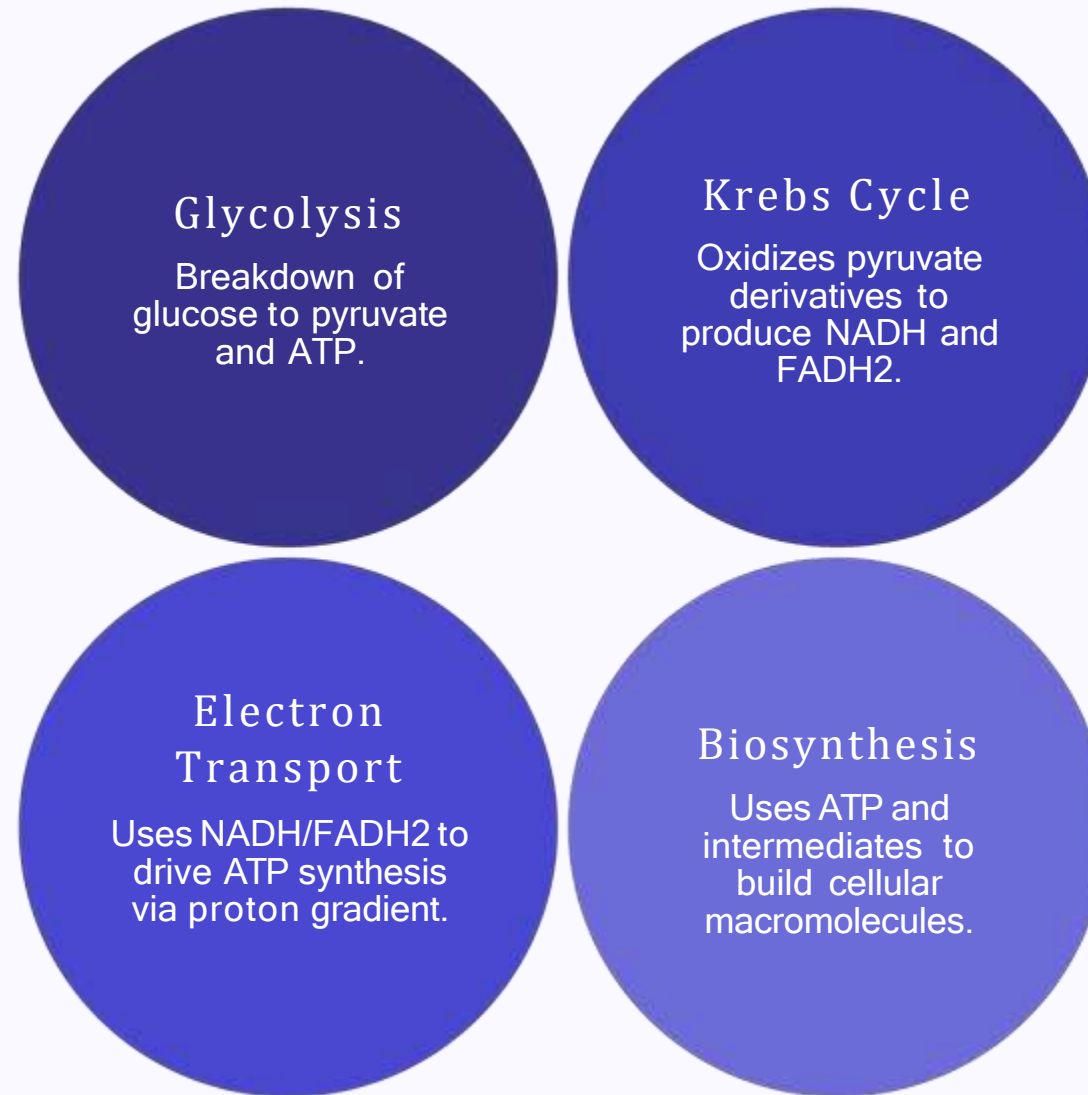 Glycolysis
Breakdown of
glucose to pyruvate
and ATP.
Krebs Cycle
Oxidizes pyruvate
derivatives to
produce NADH and
FADH2.
Electron
Transport
Uses NADH/FADH2 to
drive ATP synthesis
via proton gradient.
Biosynthesis
Uses ATP and
intermediates to
build cellular
macromolecules.